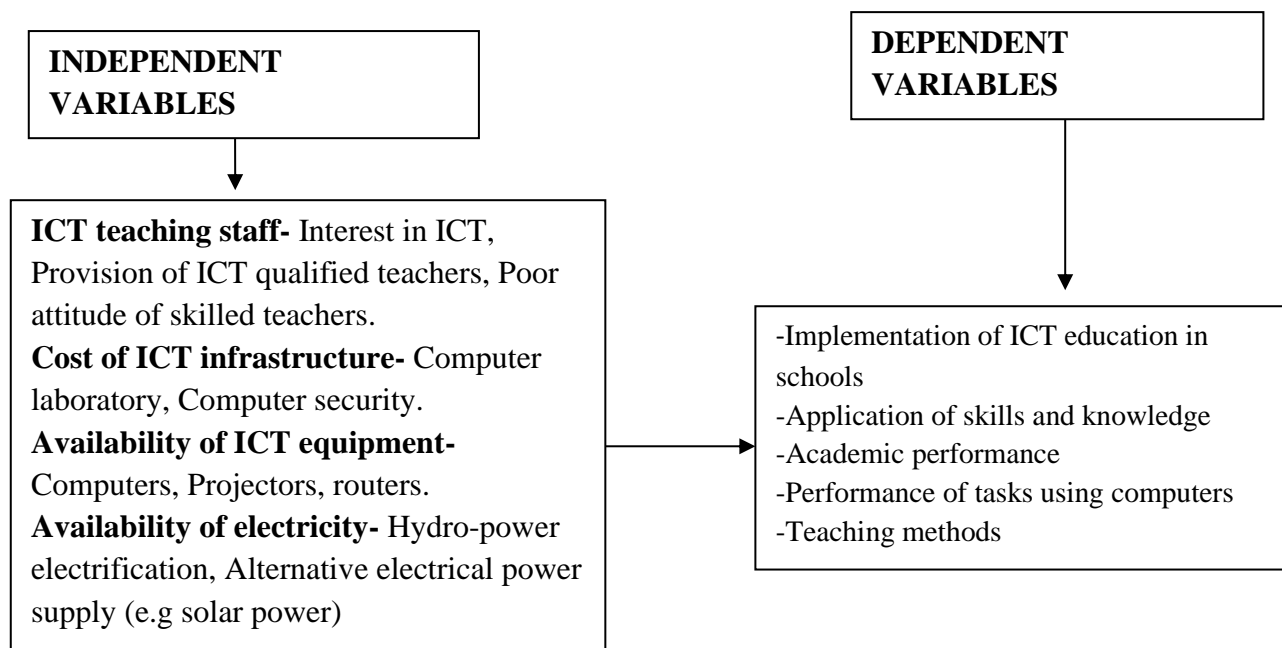 INDEPENDENT
VARIABLES
ICT teaching staff- Interest in ICT,
Provision of ICT qualified teachers, Poor
attitude of skilled teachers.
Cost of ICT infrastructure- Computer
laboratory, Computer security.
Availability of ICT equipment-
Computers, Projectors, routers.
Availability of electricity- Hydro-power
electrification, Alternative electrical power
supply (e.g solar power)
DEPENDENT
VARIABLES
-Implementation of ICT education in
schools
-Application of skills and knowledge
-Academic performance
-Performance of tasks using computers
-Teaching methods